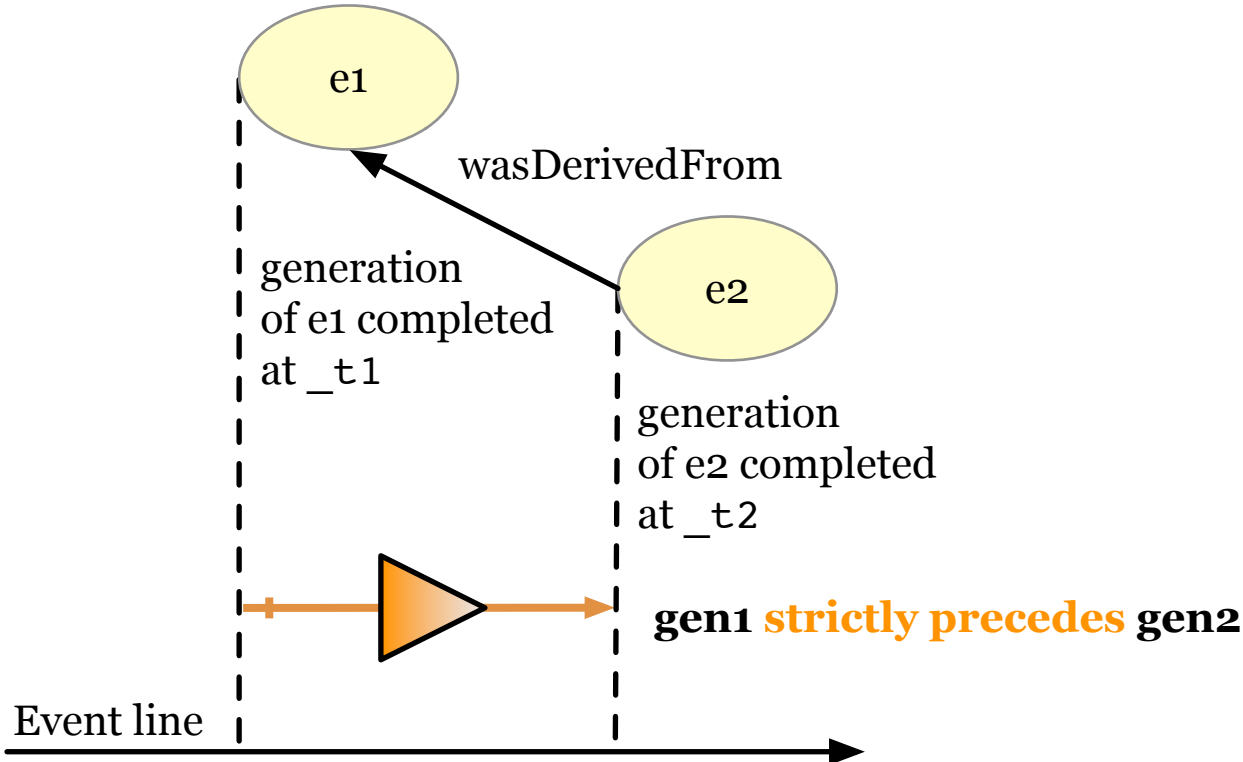 e1
wasDerivedFrom
generation
of e1 completed
at _t1
e2
generation
of e2 completed
at _t2
gen1 strictly precedes gen2
Event line